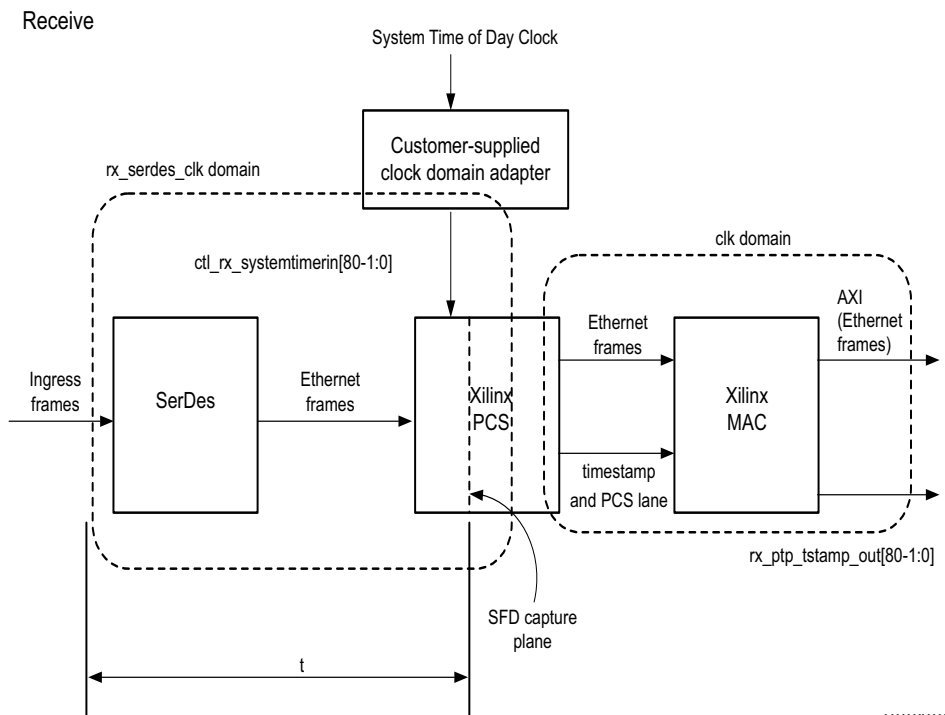 Receive
System Time of Day Clock
Customer-supplied
clock domain adapter
rx_serdes_clk domain
ctl_rx_systemtimerin[80-1:0]
clk domain
Ingress
frames
SerDes
Ethernet
frames
Xilinx
PCS
Ethernet
frames
timestamp
and PCS lane
Xilinx
MAC
AXI
(Ethernet
frames)
rx_ptp_tstamp_out[80-1:0]
SFD capture
plane
t